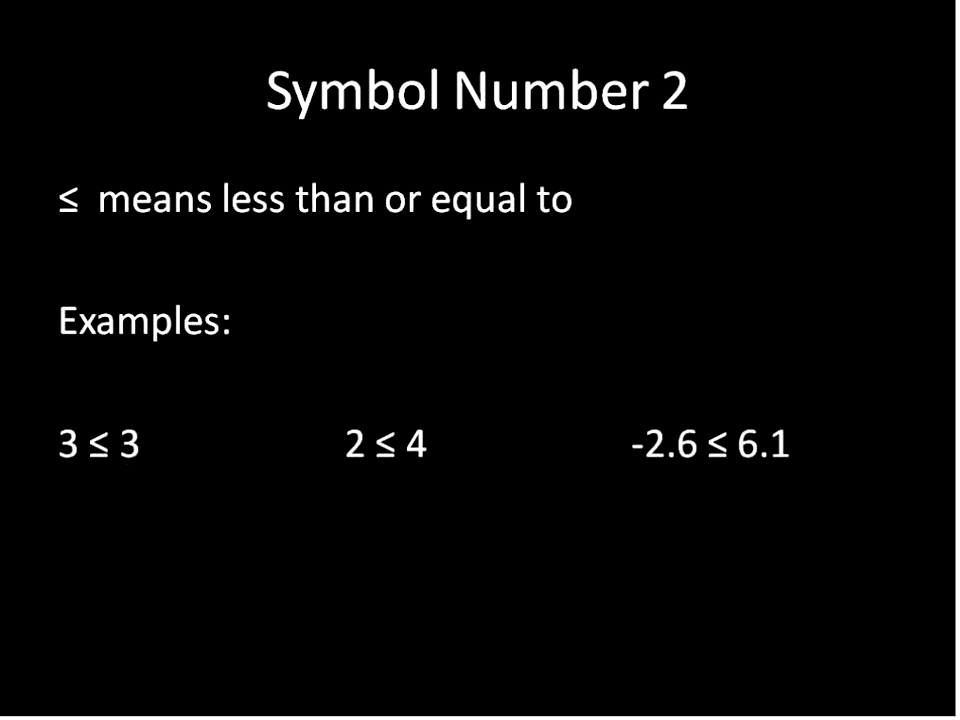 Symbol Number 2
≤ means less than or equal to
Examples:
3 ≤ 3 2 ≤ 4 -2.6 ≤ 6.1